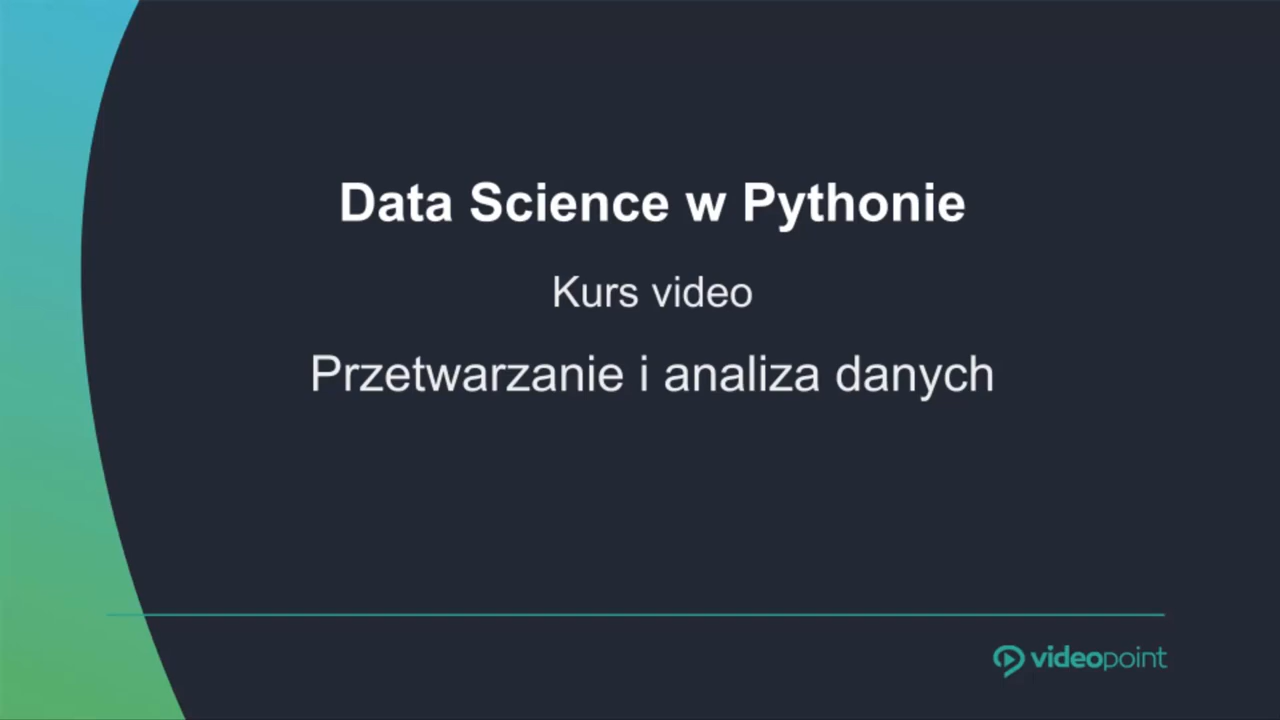 Data Science w Pythonie
Kurs video
Przetwarzanie i analiza danych
videopoint